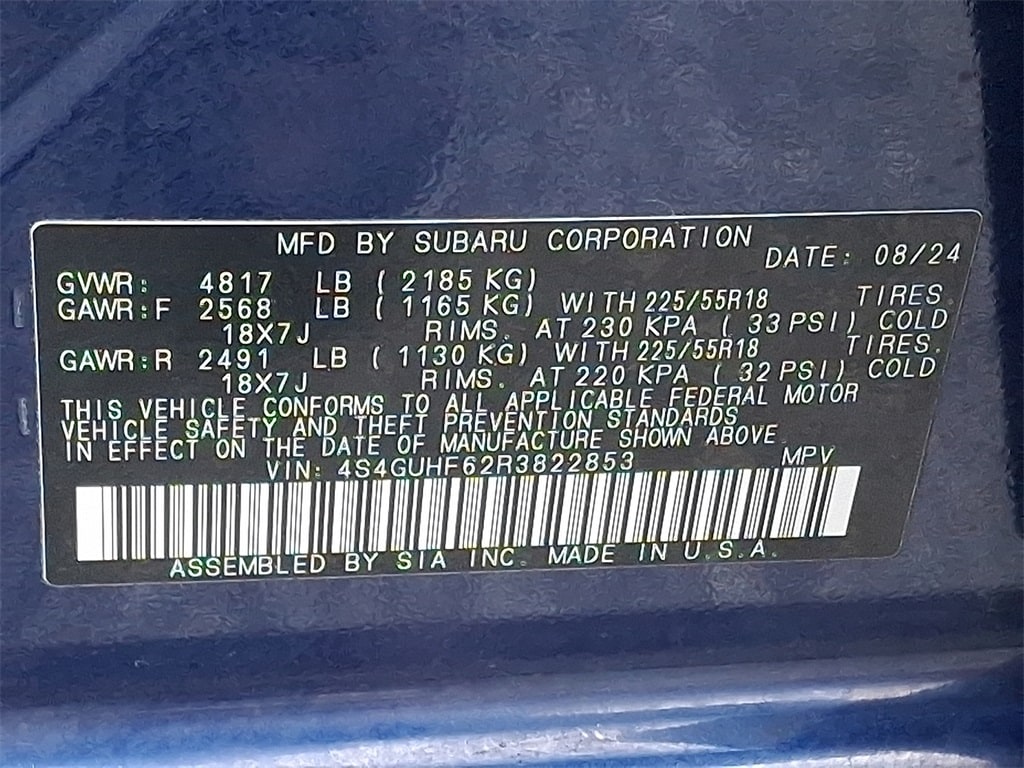 MFD BY SUBARU CORPORATION DATE: 08/24
GVWR: 4817 LB ( 2185 KG)
GAWR:F 2568 LB ( 1165 KG) WITH 225/55R18 TIRES.
18X7J RIMS. AT 230 KPA ( 33 PSI) COLD
GAWR:R 2491 LB ( 1130 KG) WITH 225/55R18 TIRES.
18X7J RIMS. AT 220 KPA ( 32 PSI) COLD
THIS VEHICLE CONFORMS TO ALL APPLICABLE FEDERAL MOTOR
VEHICLE SAFETY AND THEFT PREVENTION STANDARDS
IN EFFECT ON THE DATE OF MANUFACTURE SHOWN ABOVE.
VIN: 4S4GUHF62R3822853 MPV
ASSEMBLED BY SIA INC. MADE IN U.S.A.